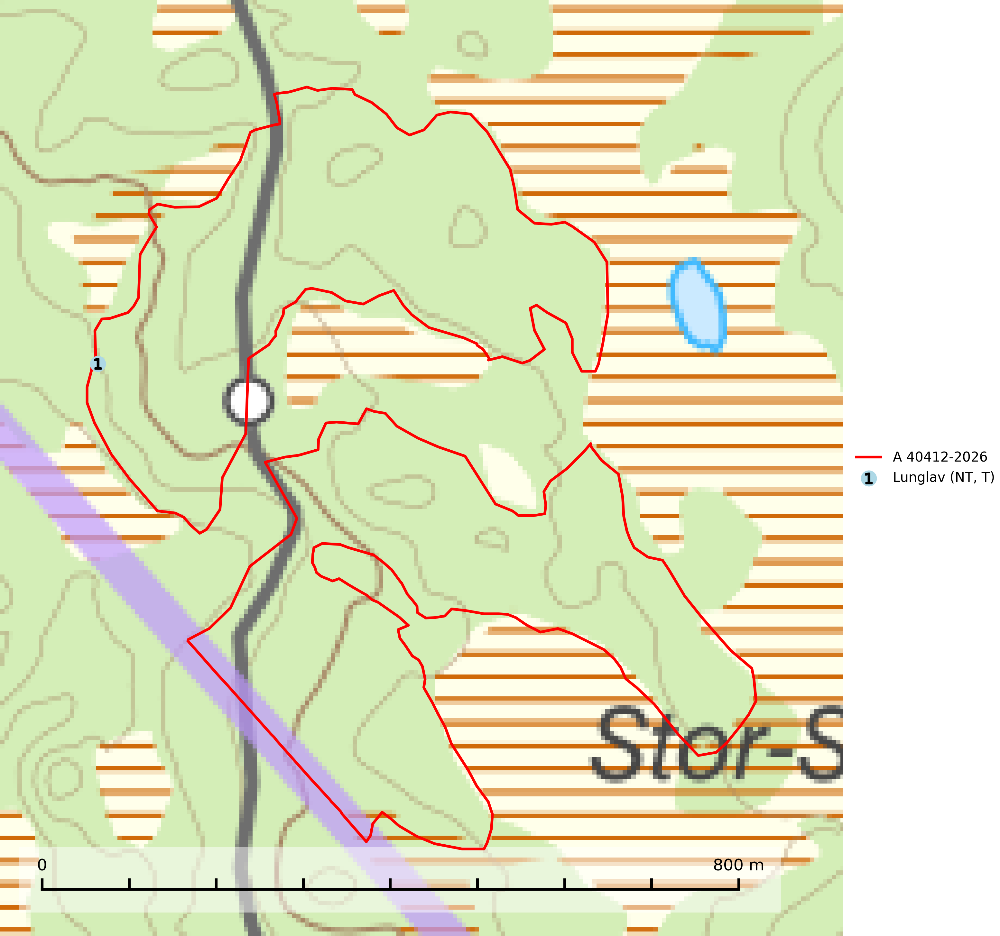 1
Stor-S
0
800 m
A 40412-2026
1 Lunglav (NT, T)